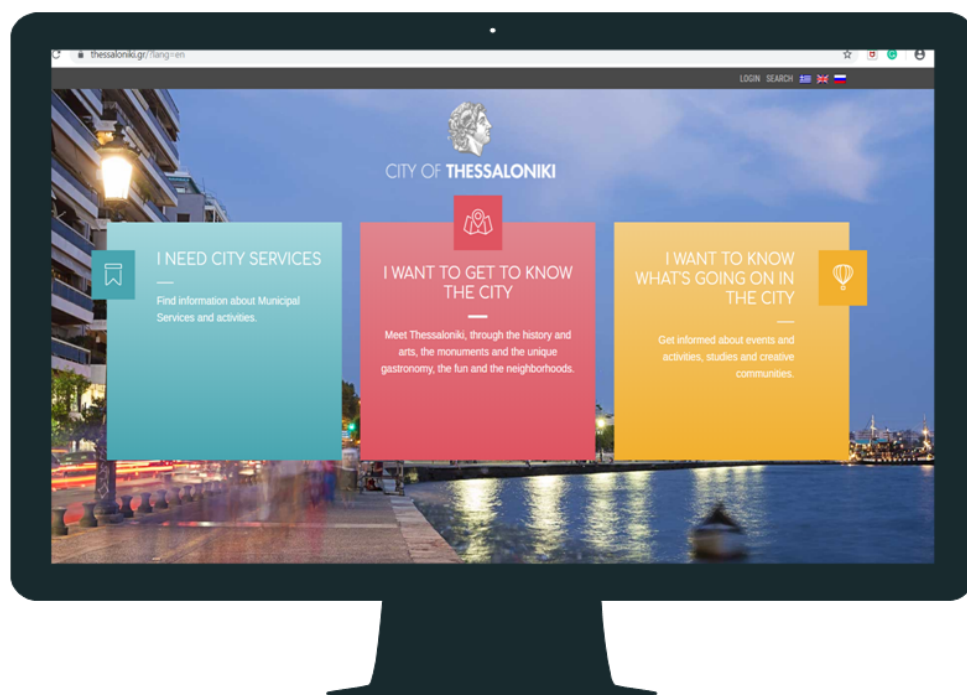 thessaloniki.gr/?lang=en
LOGIN SEARCH
CITY OF THESSALONIKI
I NEED CITY SERVICES
Find information about Municipal
Services and activities.
I WANT TO GET TO KNOW
THE CITY
Meet Thessaloniki, through the history and
arts, the monuments and the unique
gastronomy, the fun and the neighborhoods.
I WANT TO KNOW
WHAT'S GOING ON IN
THE CITY
Get informed about events and
activities, studies and creative
communities.